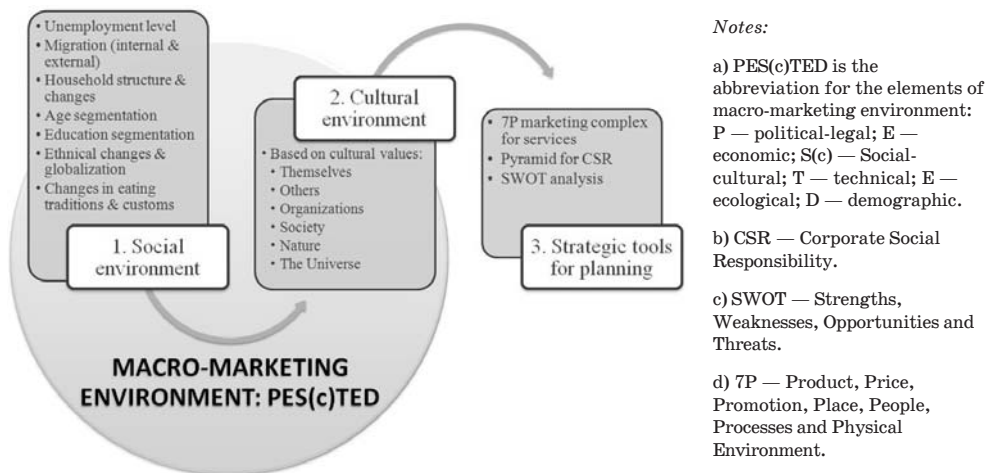 • Unemployment level
• Migration (internal &
external)
• Household structure &
changes
• Age segmentation
• Education segmentation
• Ethnical changes &
globalization
• Changes in eating
traditions & customs
1. Social
environment
2. Cultural
environment
• Based on cultural values:
• Themselves
• Others
• Organizations
• Society
• Nature
• The Universe
• 7P marketing complex
for services
• Pyramid for CSR
• SWOT analysis
3. Strategic tools
for planning
MACRO-MARKETING
ENVIRONMENT: PES(c)TED
Notes:
a) PES(c)TED is the
abbreviation for the elements of
macro-marketing environment:
P — political-legal; E —
economic; S(c) — Social-
cultural; T — technical; E —
ecological; D — demographic.
b) CSR — Corporate Social
Responsibility.
c) SWOT — Strengths,
Weaknesses, Opportunities and
Threats.
d) 7P — Product, Price,
Promotion, Place, People,
Processes and Physical
Environment.